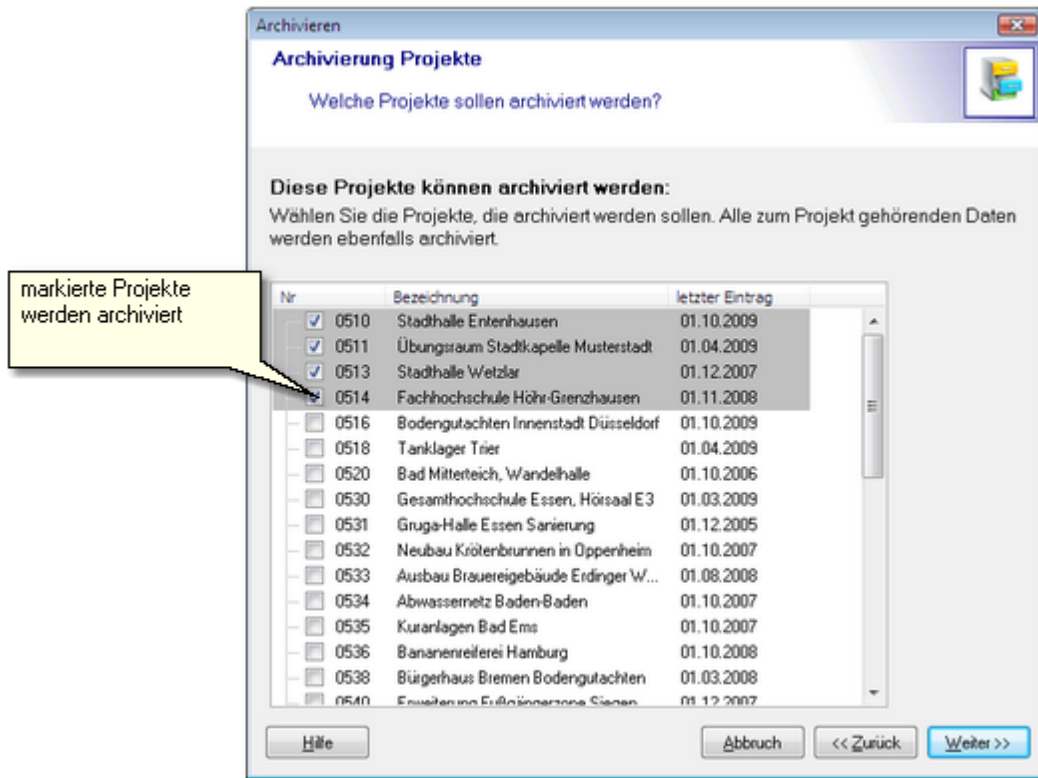 Archivieren
Archivierung Projekte
Welche Projekte sollen archiviert werden?
Diese Projekte können archiviert werden:
Wählen Sie die Projekte, die archiviert werden sollen. Alle zum Projekt gehörenden Daten
werden ebenfalls archiviert.
markierte Projekte
werden archiviert
Nr Bezeichnung letzter Eintrag
0510 Stadthalle Entenhausen 01.10.2009
0511 Übungsraum Stadtkapelle Musterstadt 01.04.2009
0513 Stadthalle Wetzlar 01.12.2007
0514 Fachhochschule Höhr-Grenzhausen 01.11.2008
0516 Bodengutachten Innenstadt Düsseldorf 01.10.2009
0518 Tanklager Trier 01.04.2009
0520 Bad Mitterteich, Wandelhalle 01.10.2006
0530 Gesamthochschule Essen, Hörsaal E3 01.03.2009
0531 Gruga-Halle Essen Sanierung 01.12.2005
0532 Neubau Krötenbrunnen in Oppenheim 01.10.2007
0533 Ausbau Brauereigebäude Erdinger W... 01.08.2008
0534 Abwassernetz Baden-Baden 01.10.2007
0535 Kuranlagen Bad Ems 01.10.2007
0536 Bananenreiferei Hamburg 01.10.2008
0538 Bürgerhaus Bremen Bodengutachten 01.03.2008
0540 Erweiterung Fußgängerzone Siegen 01.12.2007
Hilfe Abbruch << Zurück Weiter >>